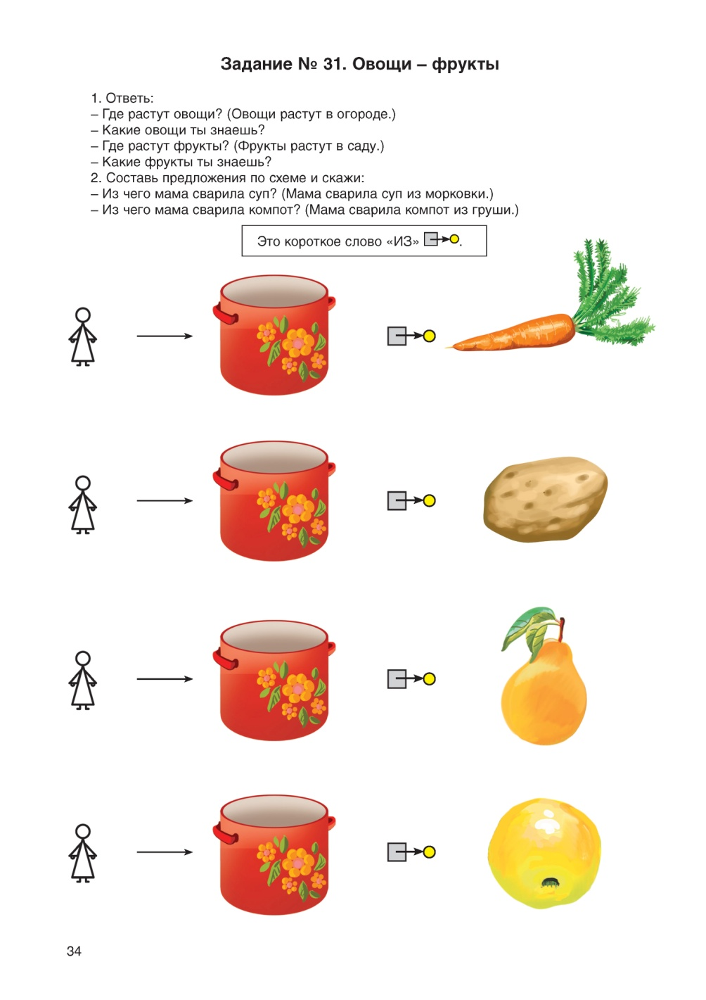 Задание № 31. Овощи – фрукты
1. Ответь:
– Где растут овощи? (Овощи растут в огороде.)
– Какие овощи ты знаешь?
– Где растут фрукты? (Фрукты растут в саду.)
– Какие фрукты ты знаешь?
2. Составь предложения по схеме и скажи:
– Из чего мама сварила суп? (Мама сварила суп из морковки.)
– Из чего мама сварила компот? (Мама сварила компот из груши.)
Это короткое слово «ИЗ» .
34